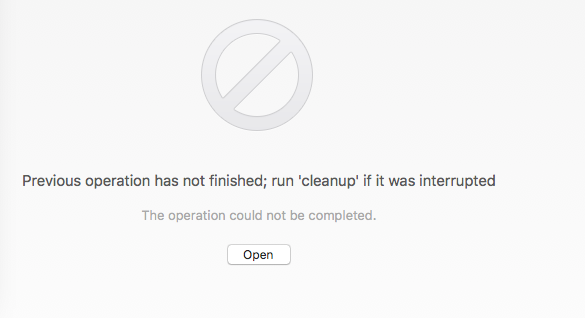 Previous operation has not finished; run 'cleanup' if it was interrupted
The operation could not be completed.
Open